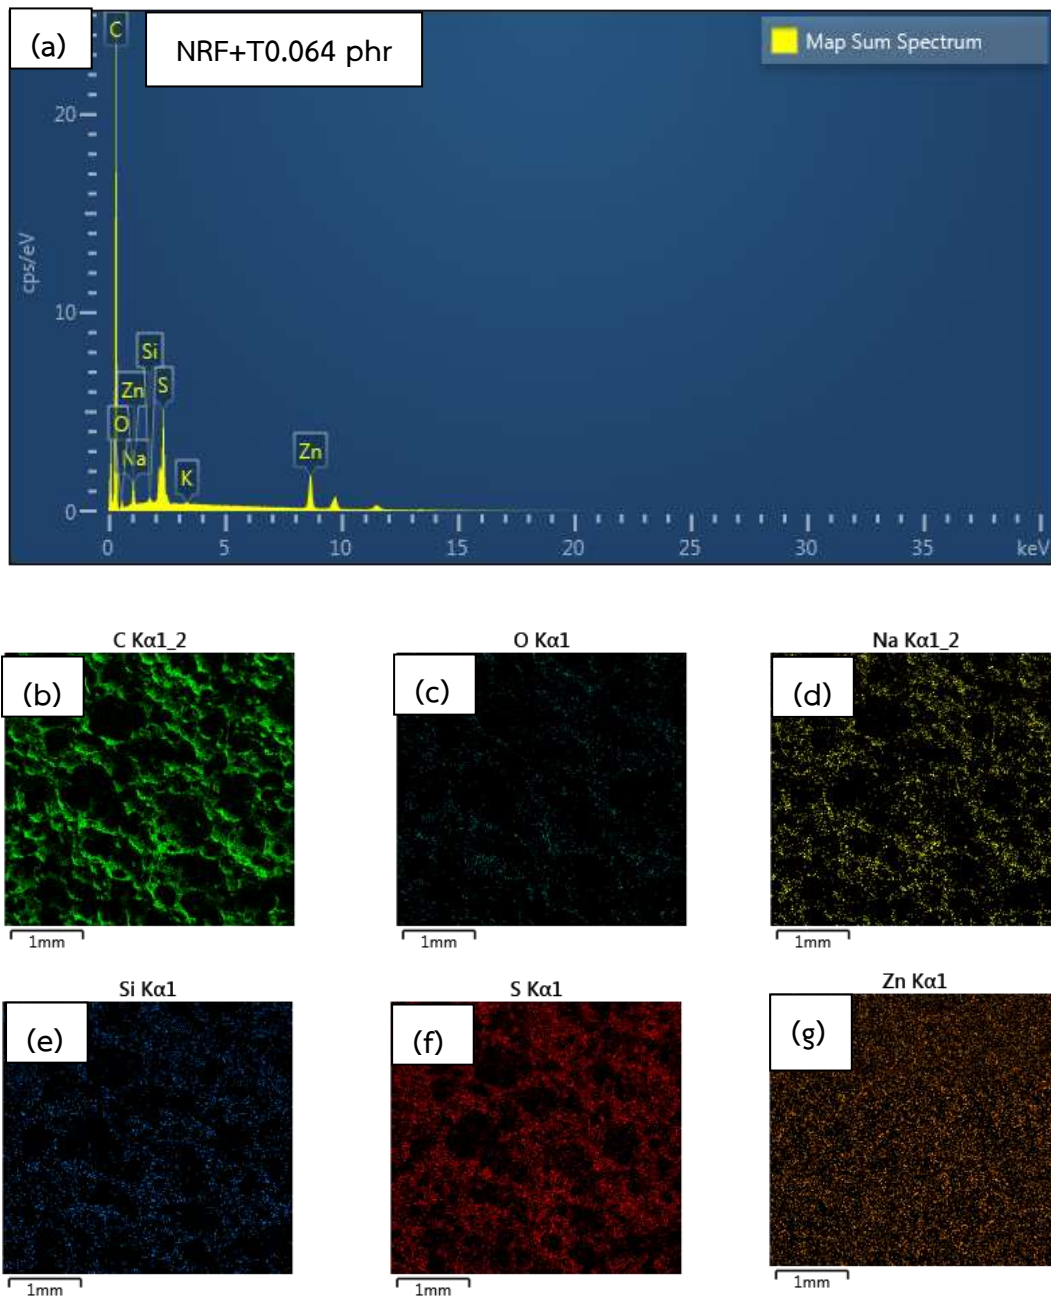 (a)
NRF+T0.064 phr
Map Sum Spectrum
C
20
cps/eV
10
Si
Zn
S
O
Na
K
Zn
0
0 5 10 15 20 25 30 35 keV
C Kα1_2
O Kα1
Na Kα1_2
(b)
(c)
(d)
1mm
1mm
1mm
Si Kα1
S Kα1
Zn Kα1
(e)
(f)
(g)
1mm
1mm
1mm